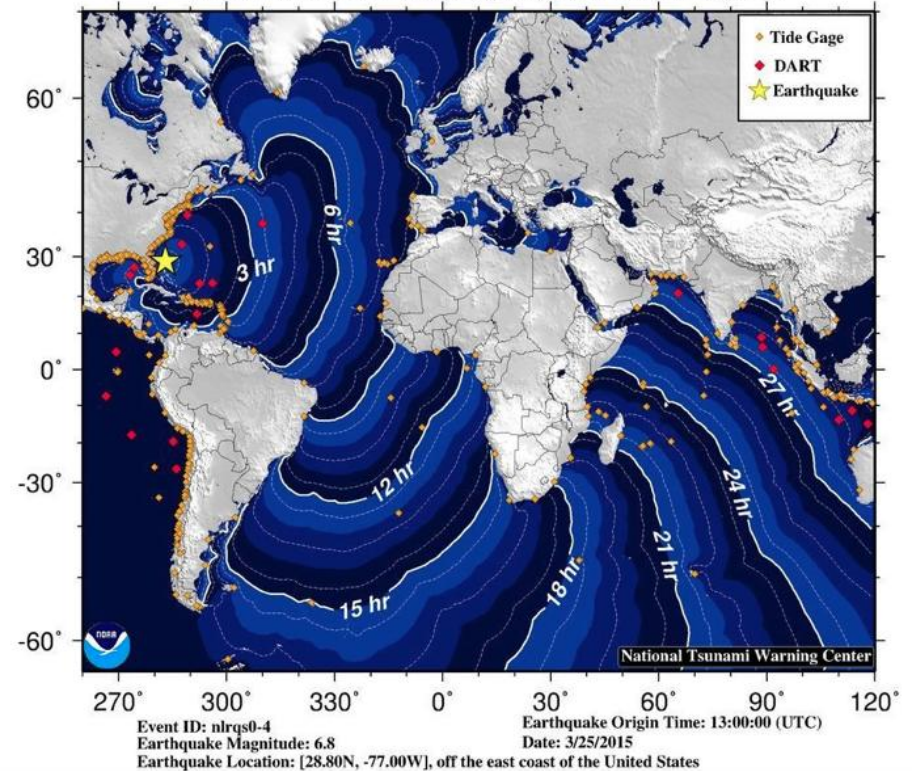 Tide Gage
DART
Earthquake
60°
30°
0°
-30°
-60°
6 hr
3 hr
12 hr
15 hr
18 hr
21 hr
24 hr
27 hr
NOAA
National Tsunami Warning Center
270° 300° 330° 0° 30° 60° 90° 120°
Event ID: nlrqs0-4
Earthquake Magnitude: 6.8
Earthquake Location: [28.80N, -77.00W], off the east coast of the United States
Earthquake Origin Time: 13:00:00 (UTC)
Date: 3/25/2015